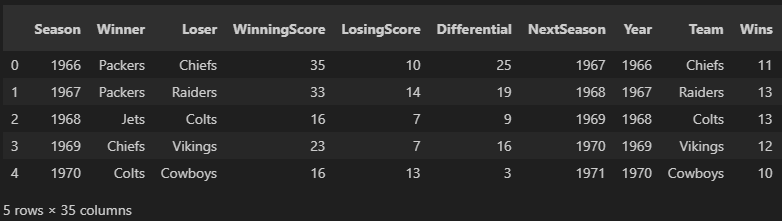 Season Winner Loser WinningScore LosingScore Differential NextSeason Year Team Wins
0 1966 Packers Chiefs 35 10 25 1967 1966 Chiefs 11
1 1967 Packers Raiders 33 14 19 1968 1967 Raiders 13
2 1968 Jets Colts 16 7 9 1969 1968 Colts 13
3 1969 Chiefs Vikings 23 7 16 1970 1969 Vikings 12
4 1970 Colts Cowboys 16 13 3 1971 1970 Cowboys 10
5 rows × 35 columns